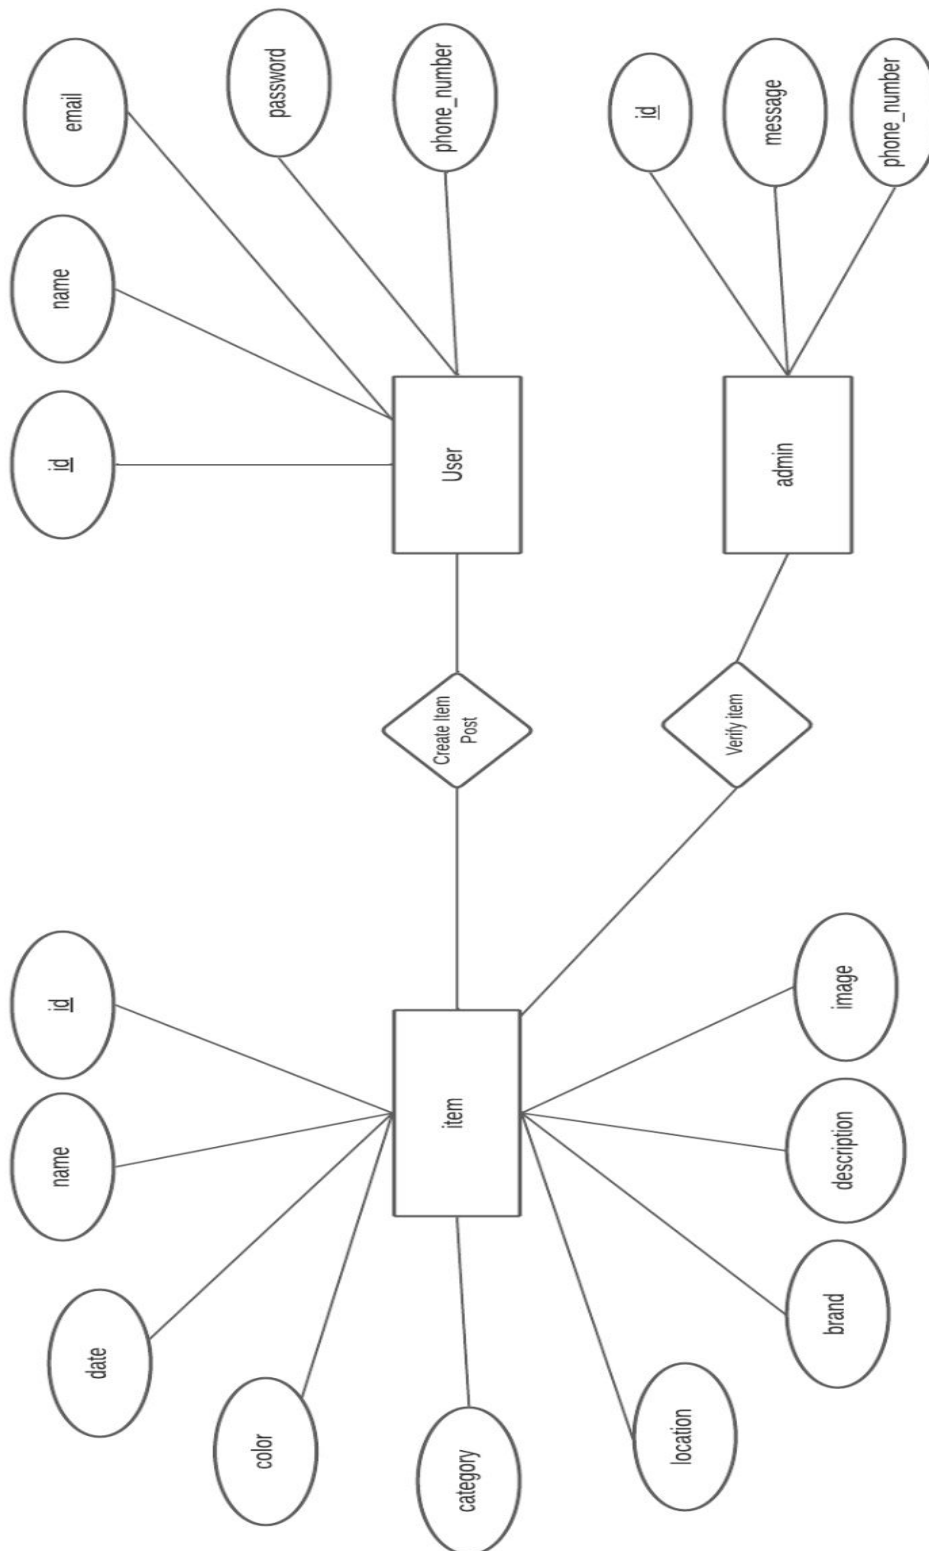 id
name
email
password
phone_number
User
id
message
phone_number
admin
Create Item
Post
Verify item
id
name
date
color
category
location
brand
description
image
item